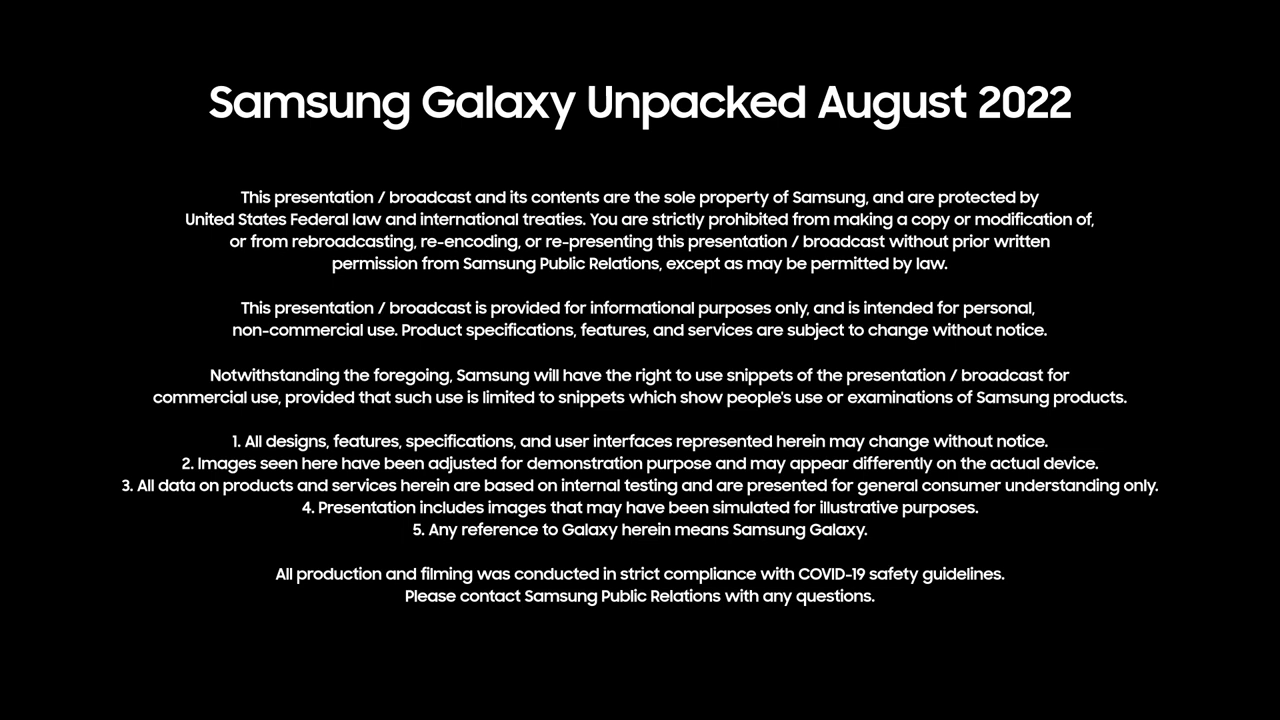 Samsung Galaxy Unpacked August 2022
This presentation / broadcast and its contents are the sole property of Samsung, and are protected by
United States Federal law and international treaties. You are strictly prohibited from making a copy or modification of,
or from rebroadcasting, re-encoding, or re-presenting this presentation / broadcast without prior written
permission from Samsung Public Relations, except as may be permitted by law.
This presentation / broadcast is provided for informational purposes only, and is intended for personal,
non-commercial use. Product specifications, features, and services are subject to change without notice.
Notwithstanding the foregoing, Samsung will have the right to use snippets of the presentation / broadcast for
commercial use, provided that such use is limited to snippets which show people's use or examinations of Samsung products.
1. All designs, features, specifications, and user interfaces represented herein may change without notice.
2. Images seen here have been adjusted for demonstration purpose and may appear differently on the actual device.
3. All data on products and services herein are based on internal testing and are presented for general consumer understanding only.
4. Presentation includes images that may have been simulated for illustrative purposes.
5. Any reference to Galaxy herein means Samsung Galaxy.
All production and filming was conducted in strict compliance with COVID-19 safety guidelines.
Please contact Samsung Public Relations with any questions.